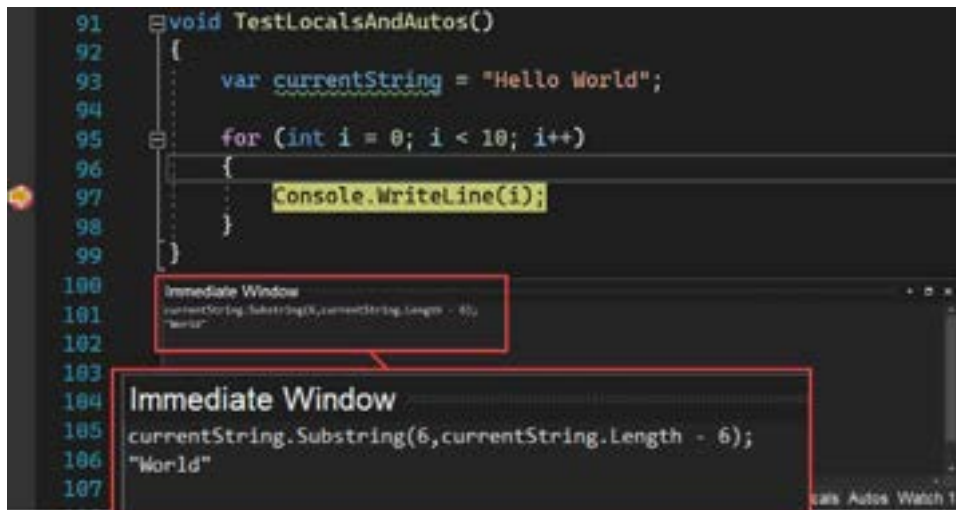 91 void TestLocalsAndAutos()
92 {
93 var currentString = "Hello World";
94
95 for (int i = 0; i < 10; i++)
96 {
97 Console.WriteLine(i);
98 }
99 }
100
Immediate Window
101
currentString.Substring(6,currentString.Length - 6);
"World"
102
103
104 Immediate Window
105 currentString.Substring(6,currentString.Length - 6);
106 "World"
107
Autos Watch 1